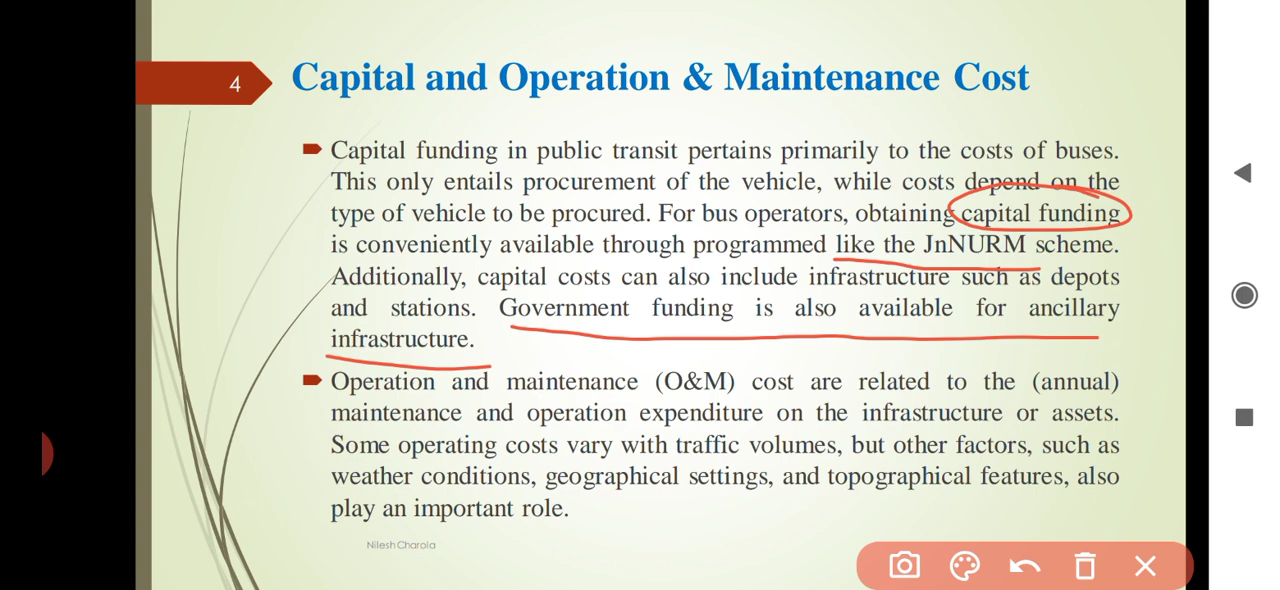 4
Capital and Operation & Maintenance Cost
Capital funding in public transit pertains primarily to the costs of buses.
This only entails procurement of the vehicle, while costs depend on the
type of vehicle to be procured. For bus operators, obtaining capital funding
is conveniently available through programmed like the JnNURM scheme.
Additionally, capital costs can also include infrastructure such as depots
and stations. Government funding is also available for ancillary
infrastructure.
Operation and maintenance (O&M) cost are related to the (annual)
maintenance and operation expenditure on the infrastructure or assets.
Some operating costs vary with traffic volumes, but other factors, such as
weather conditions, geographical settings, and topographical features, also
play an important role.
Nilesh Charola